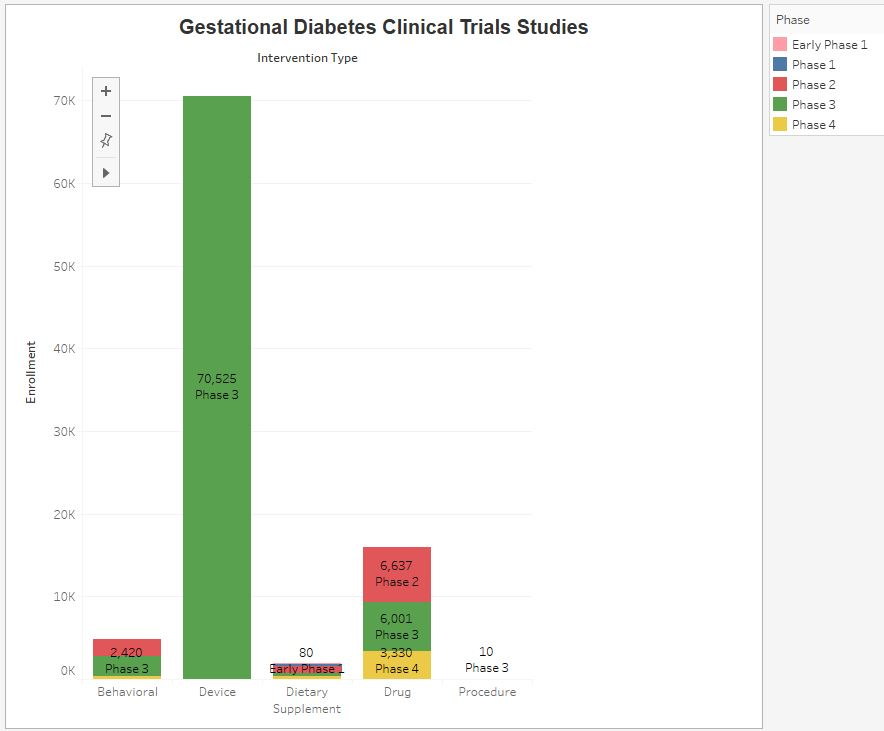 Gestational Diabetes Clinical Trials Studies
Intervention Type
Phase
Early Phase 1
Phase 1
Phase 2
Phase 3
Phase 4
Enrollment
70K
60K
50K
40K
30K
20K
10K
0K
2,420
Phase 3
70,525
Phase 3
80
Early Phase 1
6,637
Phase 2
6,001
Phase 3
3,330
Phase 4
10
Phase 3
Behavioral
Device
Dietary
Supplement
Drug
Procedure